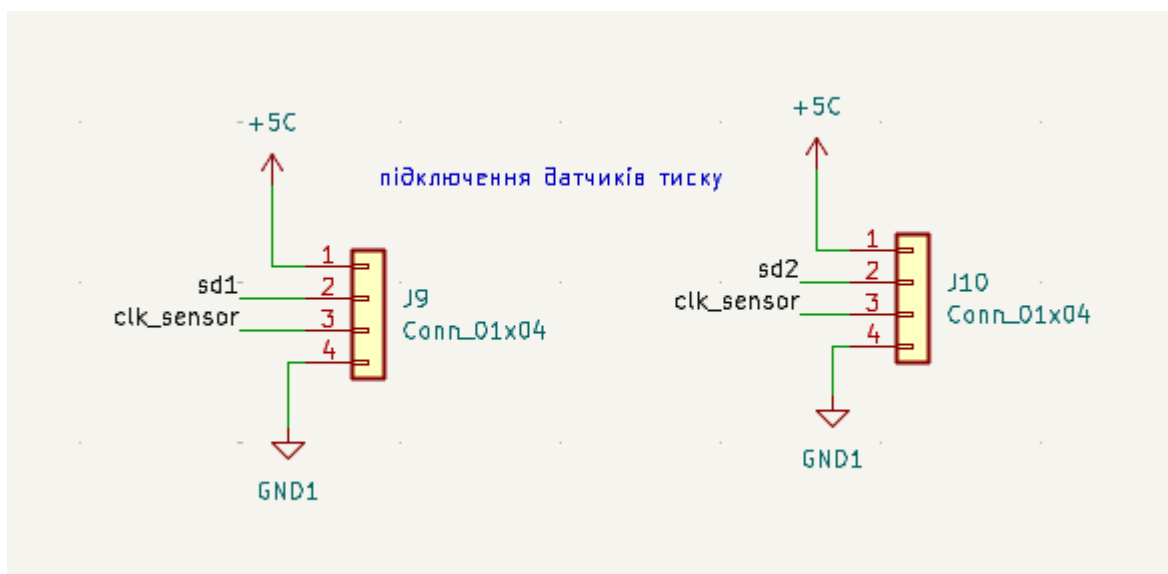 +5C
+5C
підключення датчиків тиску
1
sd1
2
clk_sensor
3
4
J9
Conn_01x04
GND1
1
sd2
2
clk_sensor
3
4
J10
Conn_01x04
GND1